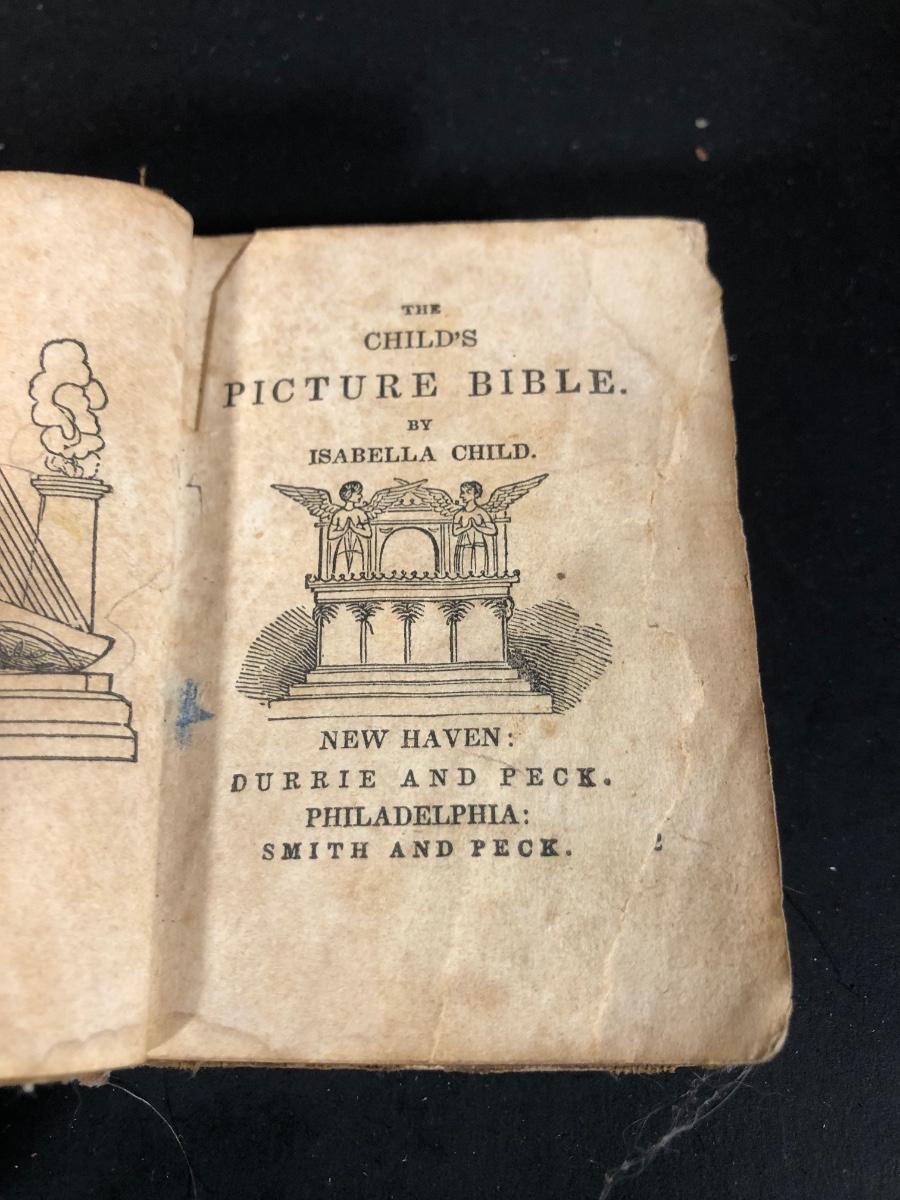 THE
CHILD'S
PICTURE BIBLE.
BY
ISABELLA CHILD.
NEW HAVEN:
DURRIE AND PECK.
PHILADELPHIA:
SMITH AND PECK.